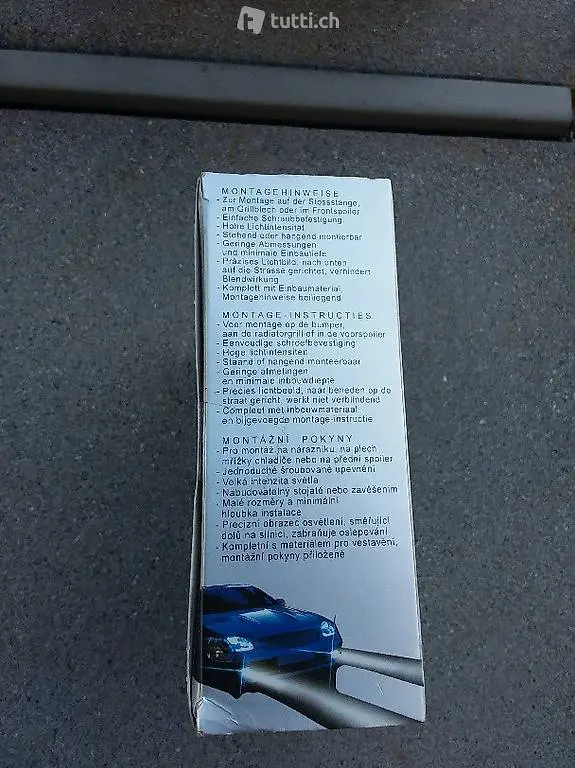 tutti.ch
MONTAGEHINWEISE
- Zur Montage auf der Stossstange,
am Grillblech oder im Frontspoiler
- Einfache Schraubbefestigung
- Hohe Lichtintensität
- Stehend oder hängend montierbar
- Geringe Abmessungen
und minimale Einbautiefe
- Präzises Lichtbild, nach unten
auf die Strasse gerichtet, verhindert
Blendwirkung
- Komplett mit Einbaumaterial,
Montagehinweise beiliegend
MONTAGE-INSTRUCTIES
- Voor montage op de bumper,
aan de radiatorgrill of in de voorspoiler
- Eenvoudige schroefbevestiging
- Hoge lichtintensiteit
- Staand of hangend monteerbaar
- Geringe afmetingen
en minimale inbouwdiepte
- Precies lichtbeeld, naar beneden op de
straat gericht, werkt niet verblindend
- Compleet met inbouwmateriaal
en bijgevoegde montage-instructie
MONTÁŽNÍ POKYNY
- Pro montáž na nárazníku, na plech
mřížky chladiče nebo na přední spoiler
- Jednoduché šroubované upevnění
- Velká intenzita světla
- Nabudovatelný stojatě nebo zavěšením
- Malé rozměry a minimální
hloubka instalace
- Precizní obrazec osvětlení, směřující
dolů na silnici, zabraňuje oslepování
- Kompletní s materiálem pro vestavění,
montážní pokyny přiložené